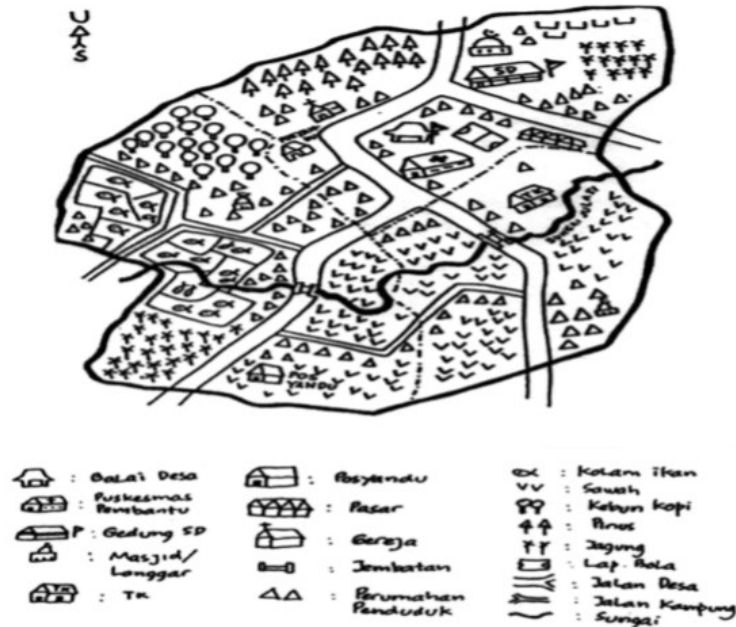 U
S
SD
POS
YANDU
: Balai Desa
: Puskesmas
Pembantu
: Gedung SD
: Masjid/
Langgar
: TK
: Posyandu
: Pasar
: Gereja
: Jembatan
: Perumahan
Penduduk
: Kolam ikan
: Sawah
: Kebun Kopi
: Pinus
: Jagung
: Lap. Bola
: Jalan Desa
: Jalan Kampung
: Sungai